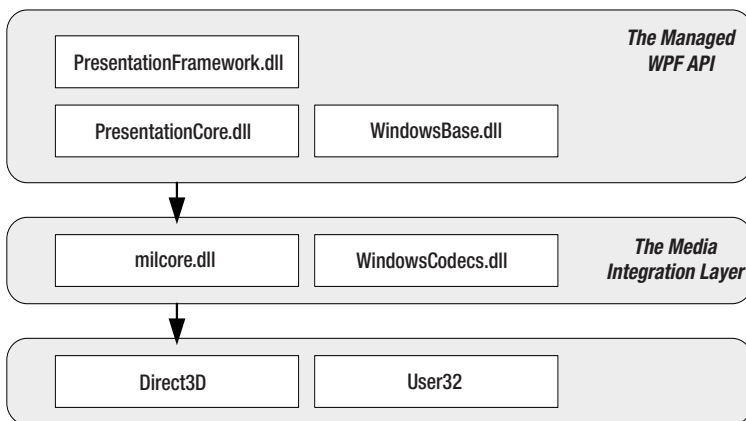 The Managed
WPF API
PresentationFramework.dll
PresentationCore.dll
WindowsBase.dll
milcore.dll
WindowsCodecs.dll
The Media
Integration Layer
Direct3D
User32